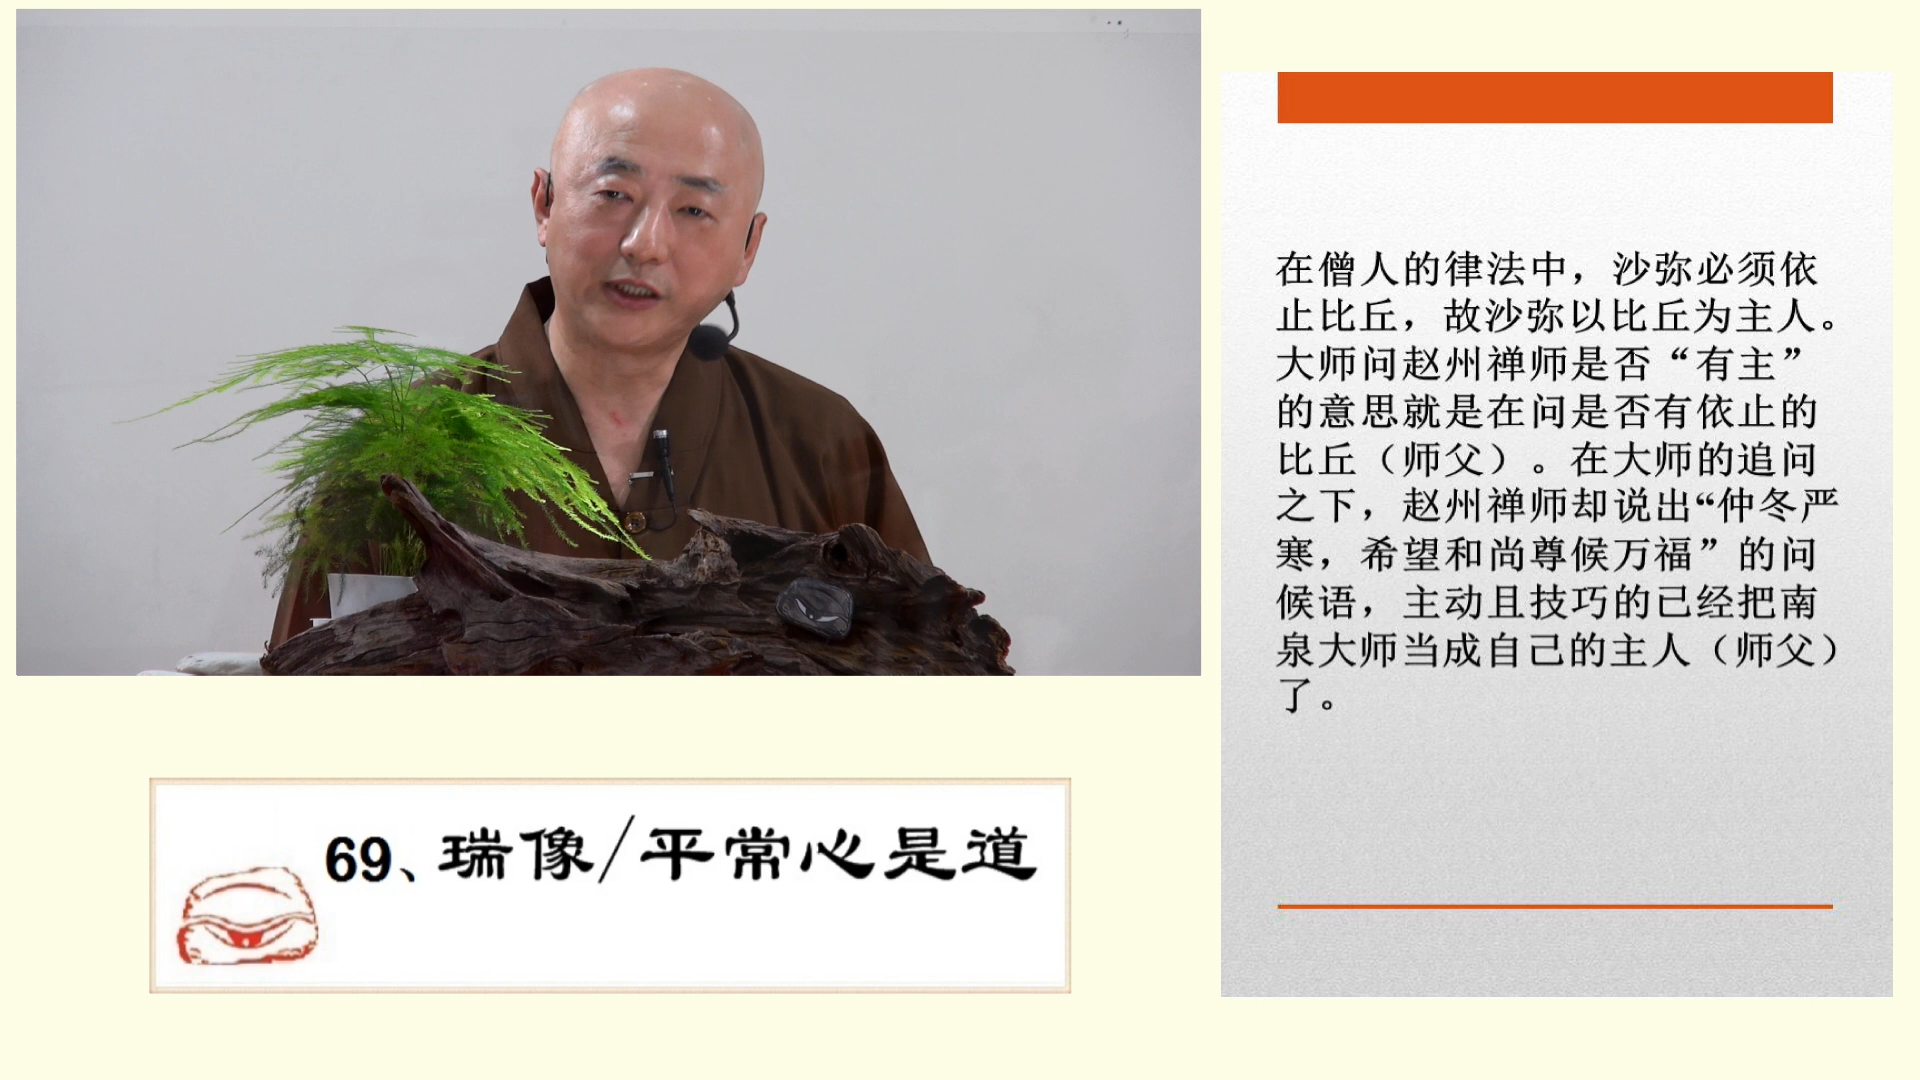 在僧人的律法中，沙弥必须依
止比丘，故沙弥以比丘为主人。
大师问赵州禅师是否“有主”
的意思就是在问是否有依止的
比丘（师父）。在大师的追问
之下，赵州禅师却说出“仲冬严
寒，希望和尚尊候万福”的问
候语，主动且技巧的已经把南
泉大师当成自己的主人（师父）
了。
69、瑞像/平常心是道